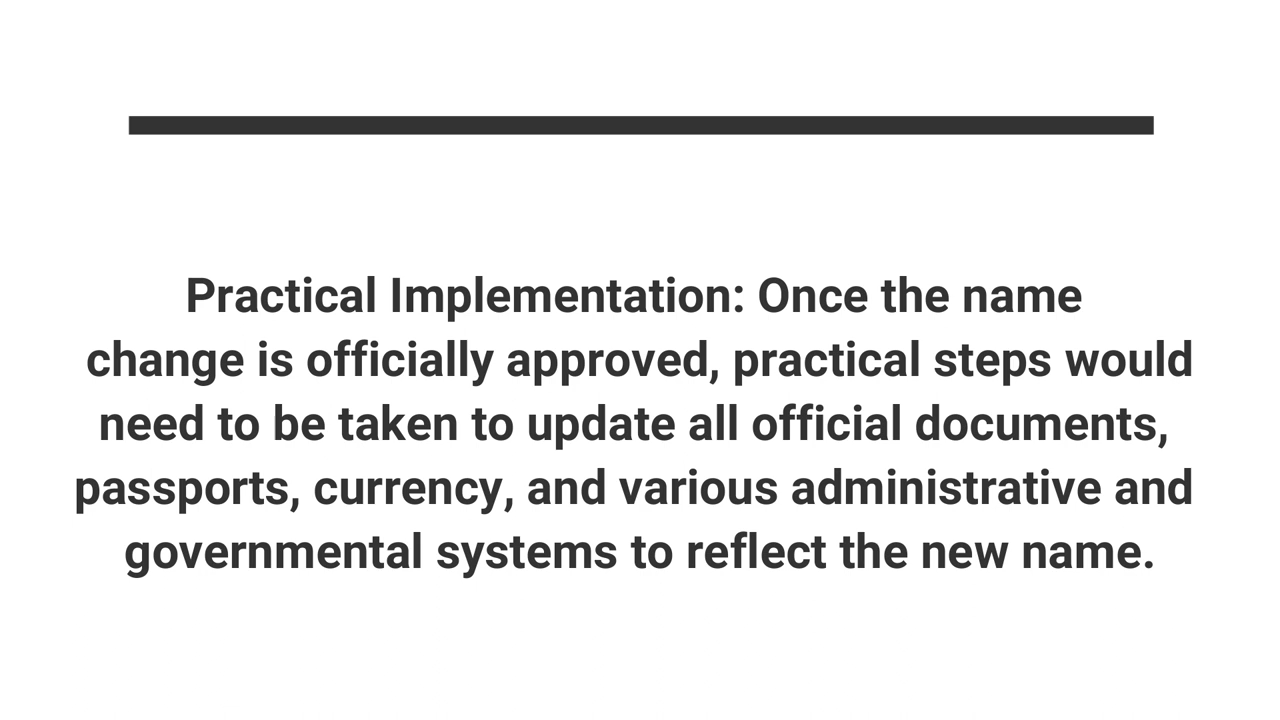 Practical Implementation: Once the name
change is officially approved, practical steps would
need to be taken to update all official documents,
passports, currency, and various administrative and
governmental systems to reflect the new name.